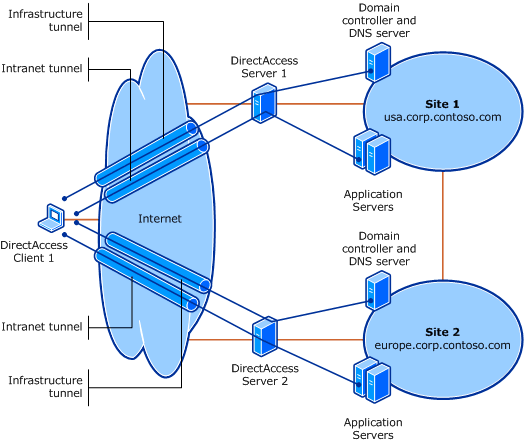 Infrastructure
tunnel
Intranet tunnel
Domain
controller and
DNS server
DirectAccess
Server 1
Site 1
usa.corp.contoso.com
Application
Servers
Internet
DirectAccess
Client 1
Domain
controller and
DNS server
Intranet tunnel
Site 2
europe.corp.contoso.com
DirectAccess
Server 2
Infrastructure
tunnel
Application
Servers